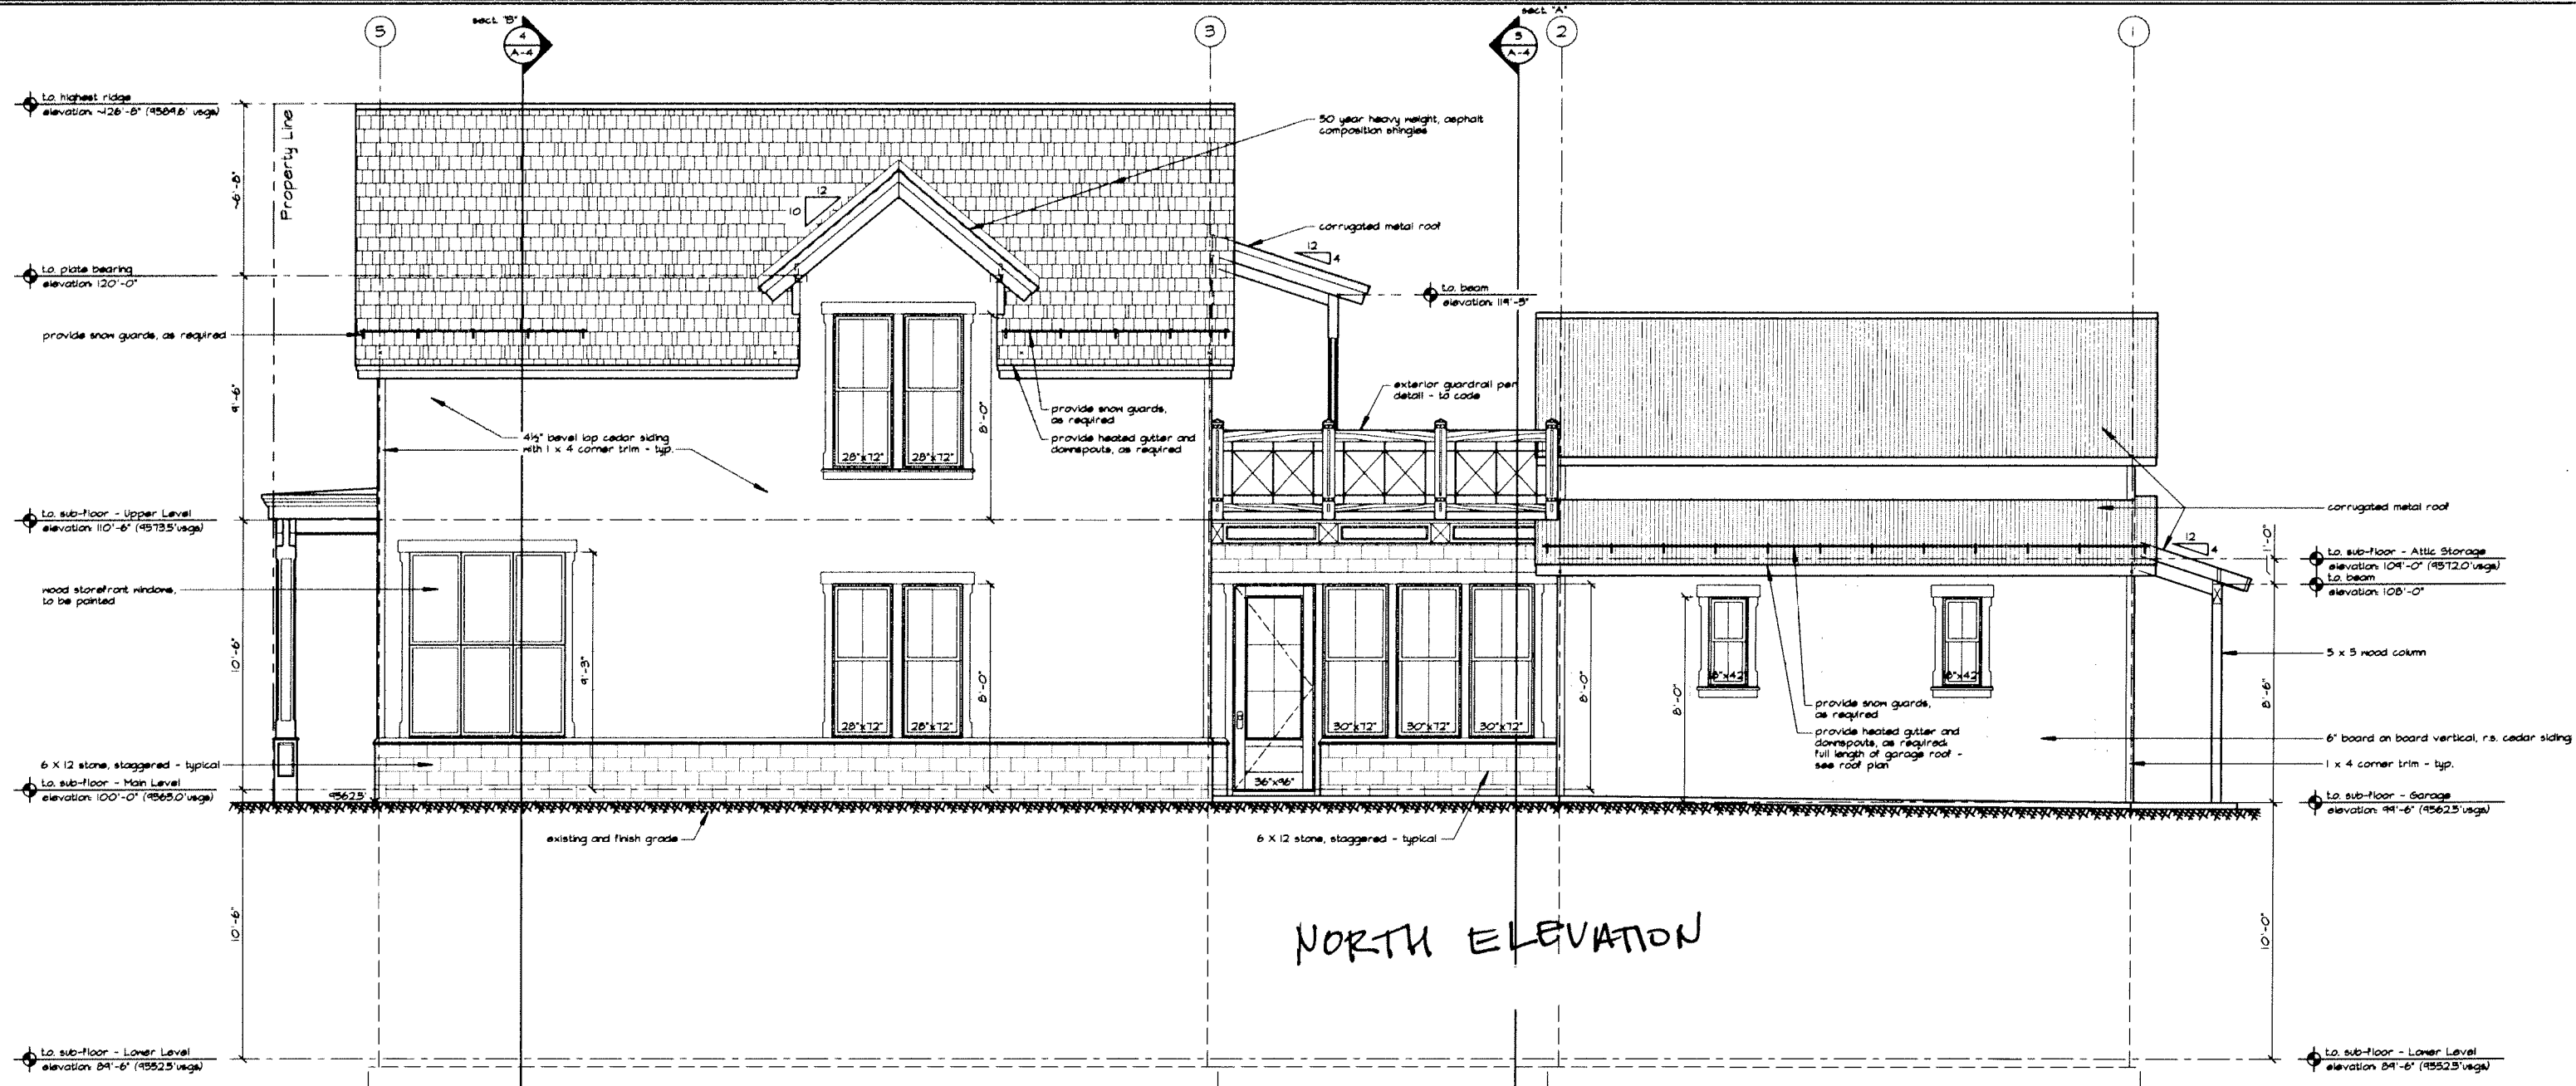 sect. "B"
sect. "A"
5
4
A-4
3
5
A-4
2
1
t.o. highest ridge
elevation: ~126'-8" (9589.6' usgs)
Property Line
~6'-8"
50 year heavy weight, asphalt
composition shingles
12
10
corrugated metal roof
12
4
t.o. plate bearing
elevation: 120'-0"
t.o. beam
elevation: 119'-5"
provide snow guards, as required
9'-6"
exterior guardrail per
detail - to code
provide snow guards,
as required
provide heated gutter and
downspouts, as required
8'-0"
4½" bevel lap cedar siding
with 1 x 4 corner trim - typ.
28"x72"
28"x72"
t.o. sub-floor - Upper Level
elevation: 110'-6" (9573.5' usgs)
corrugated metal roof
12
4
1'-0"
t.o. sub-floor - Attic Storage
elevation: 109'-0" (9572.0' usgs)
t.o. beam
elevation: 108'-0"
wood storefront windows,
to be painted
10'-6"
9'-3"
8'-0"
8'-0"
8'-0"
8'-6"
5 x 5 wood column
18"x42"
18"x42"
28"x72"
28"x72"
30"x72"
30"x72"
30"x72"
36"x96"
provide snow guards,
as required
provide heated gutter and
downspouts, as required:
full length of garage roof -
see roof plan
6" board on board vertical, r.s. cedar siding
1 x 4 corner trim - typ.
6 X 12 stone, staggered - typical
t.o. sub-floor - Main Level
elevation: 100'-0" (9563.0' usgs)
9562.5'
t.o. sub-floor - Garage
elevation: 99'-6" (9562.5' usgs)
existing and finish grade
6 X 12 stone, staggered - typical
10'-6"
NORTH ELEVATION
10'-0"
t.o. sub-floor - Lower Level
elevation: 89'-6" (9552.5' usgs)
t.o. sub-floor - Lower Level
elevation: 89'-6" (9552.5' usgs)